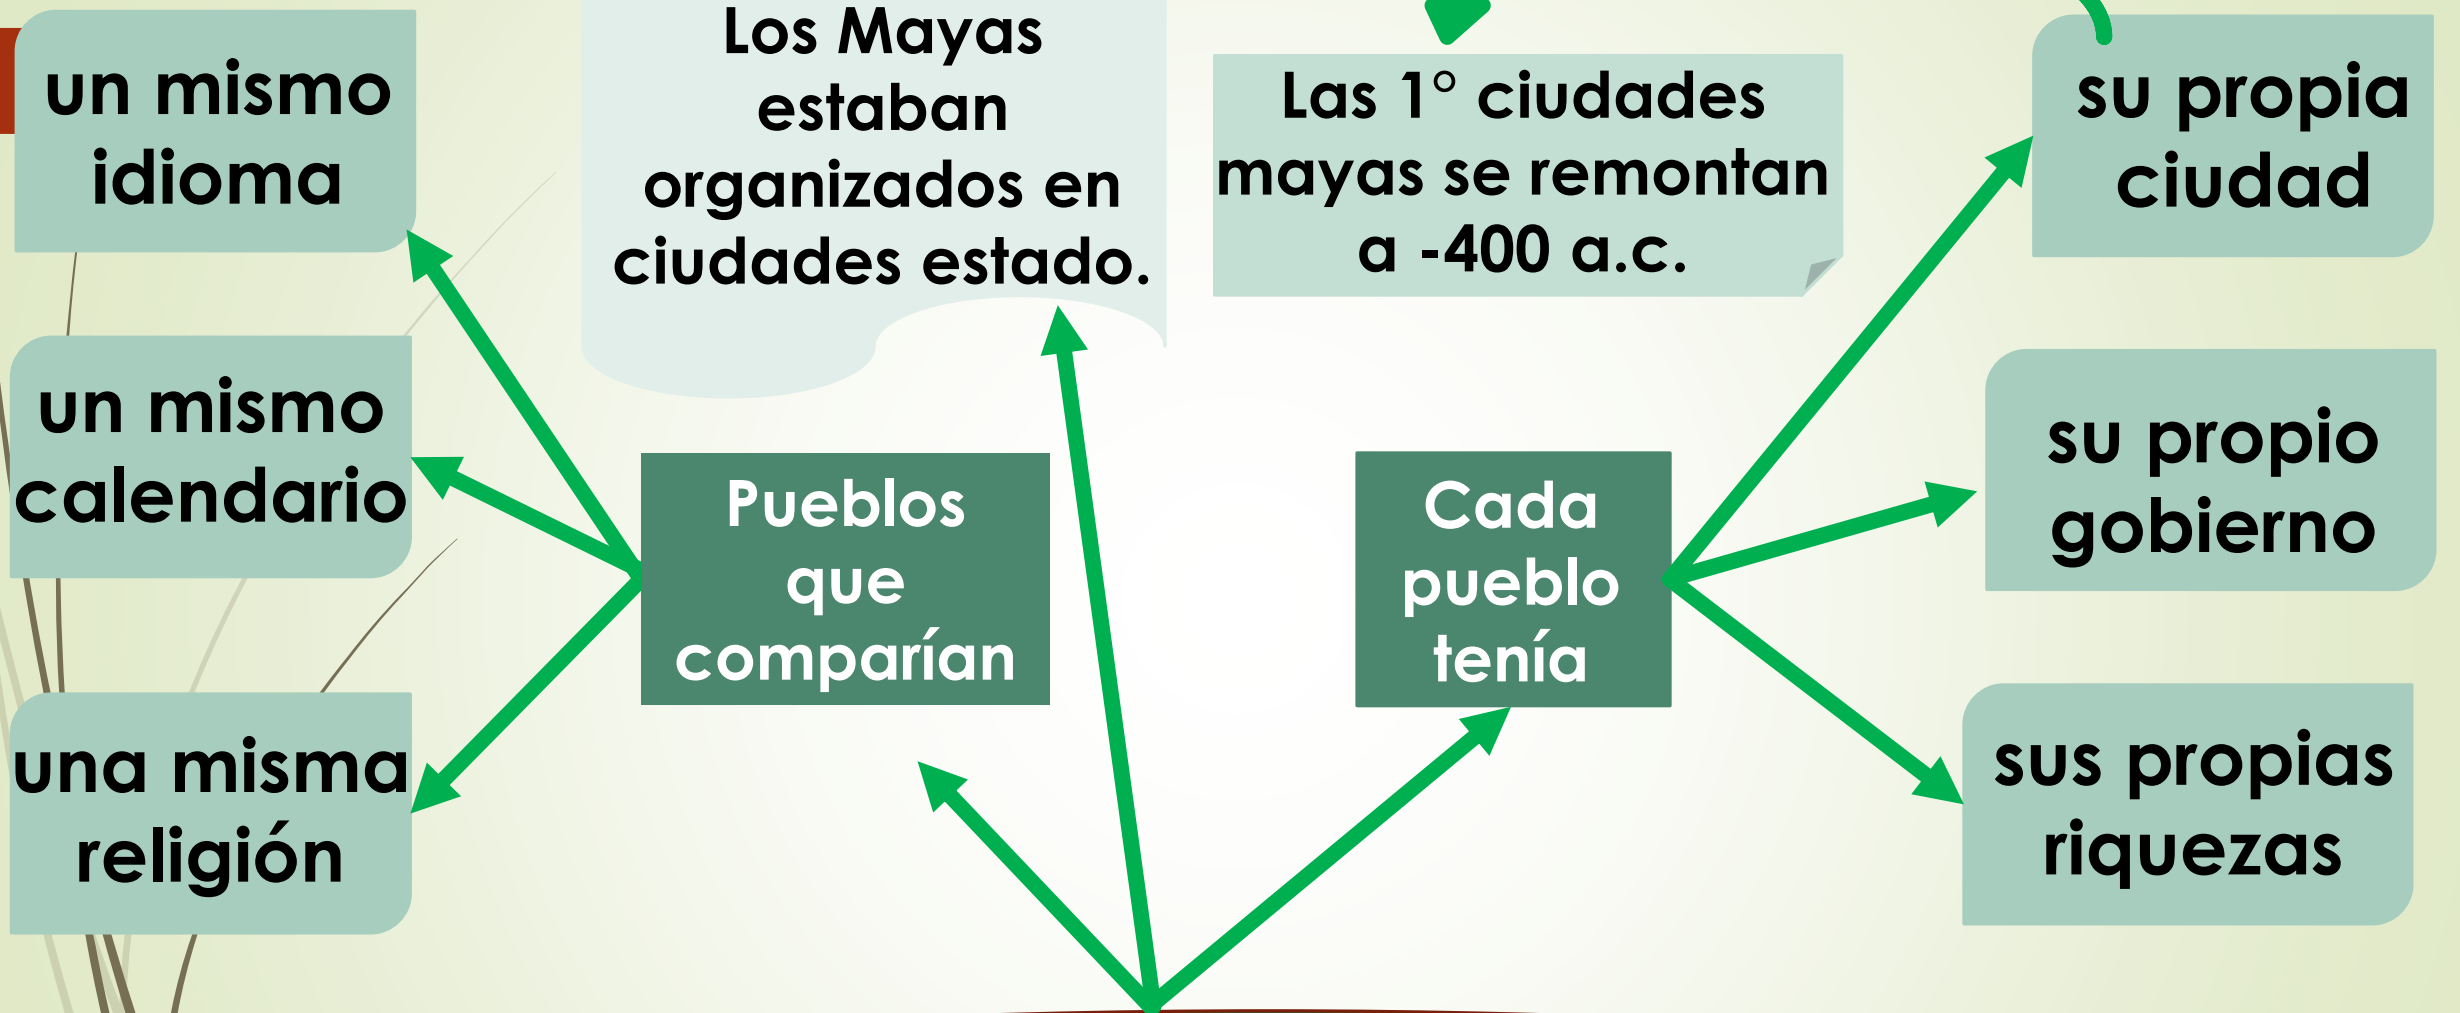 un mismo
idioma
Los Mayas
estaban
organizados en
ciudades estado.
Las 1° ciudades
mayas se remontan
a -400 a.c.
su propia
ciudad
un mismo
calendario
Pueblos
que
comparían
Cada
pueblo
tenía
su propio
gobierno
una misma
religión
sus propias
riquezas